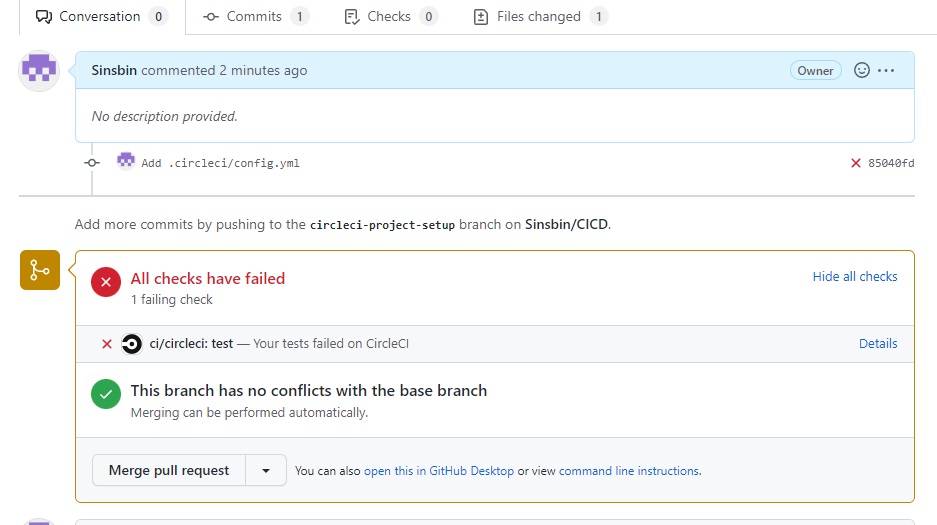 Conversation 0 Commits 1 Checks 0 Files changed 1
Sinsbin commented 2 minutes ago Owner
No description provided.
Add .circleci/config.yml 85040fd
Add more commits by pushing to the circleci-project-setup branch on Sinsbin/CICD.
All checks have failed Hide all checks
1 failing check
ci/circleci: test — Your tests failed on CircleCI Details
This branch has no conflicts with the base branch
Merging can be performed automatically.
Merge pull request You can also open this in GitHub Desktop or view command line instructions.